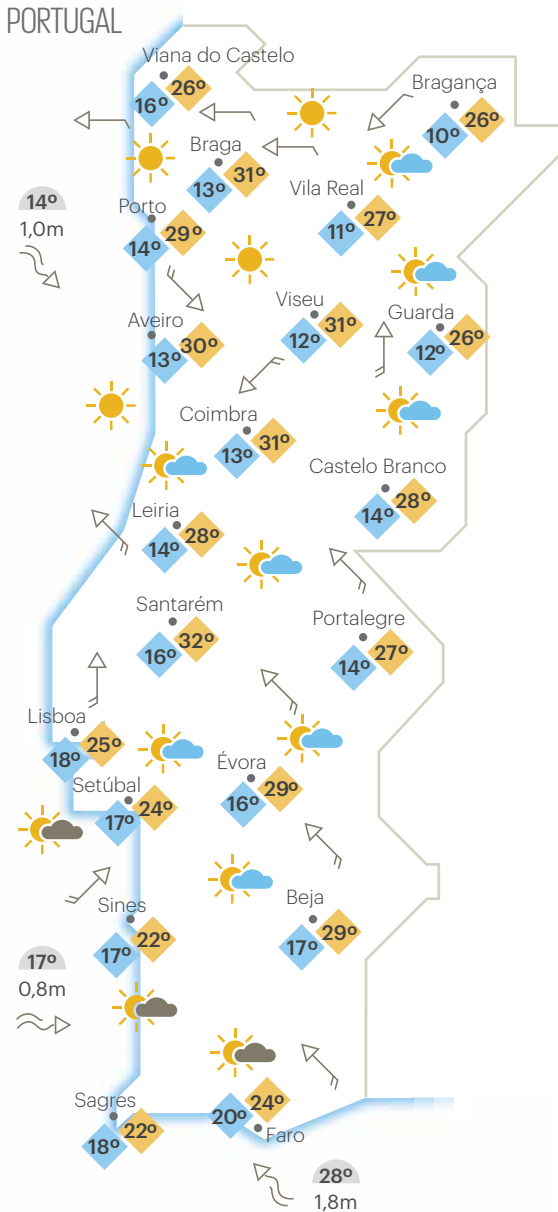 PORTUGAL
Viana do Castelo
16º 26º
Bragança
10º 26º
Braga
13º 31º
Vila Real
11º 27º
14º
1,0m
Porto
14º 29º
Viseu
12º 31º
Guarda
12º 26º
Aveiro
13º 30º
Coimbra
13º 31º
Castelo Branco
14º 28º
Leiria
14º 28º
Santarém
16º 32º
Portalegre
14º 27º
Lisboa
18º 25º
Évora
16º 29º
Setúbal
17º 24º
Sines
17º 22º
Beja
17º 29º
17º
0,8m
Sagres
18º 22º
20º 24º
Faro
28º
1,8m